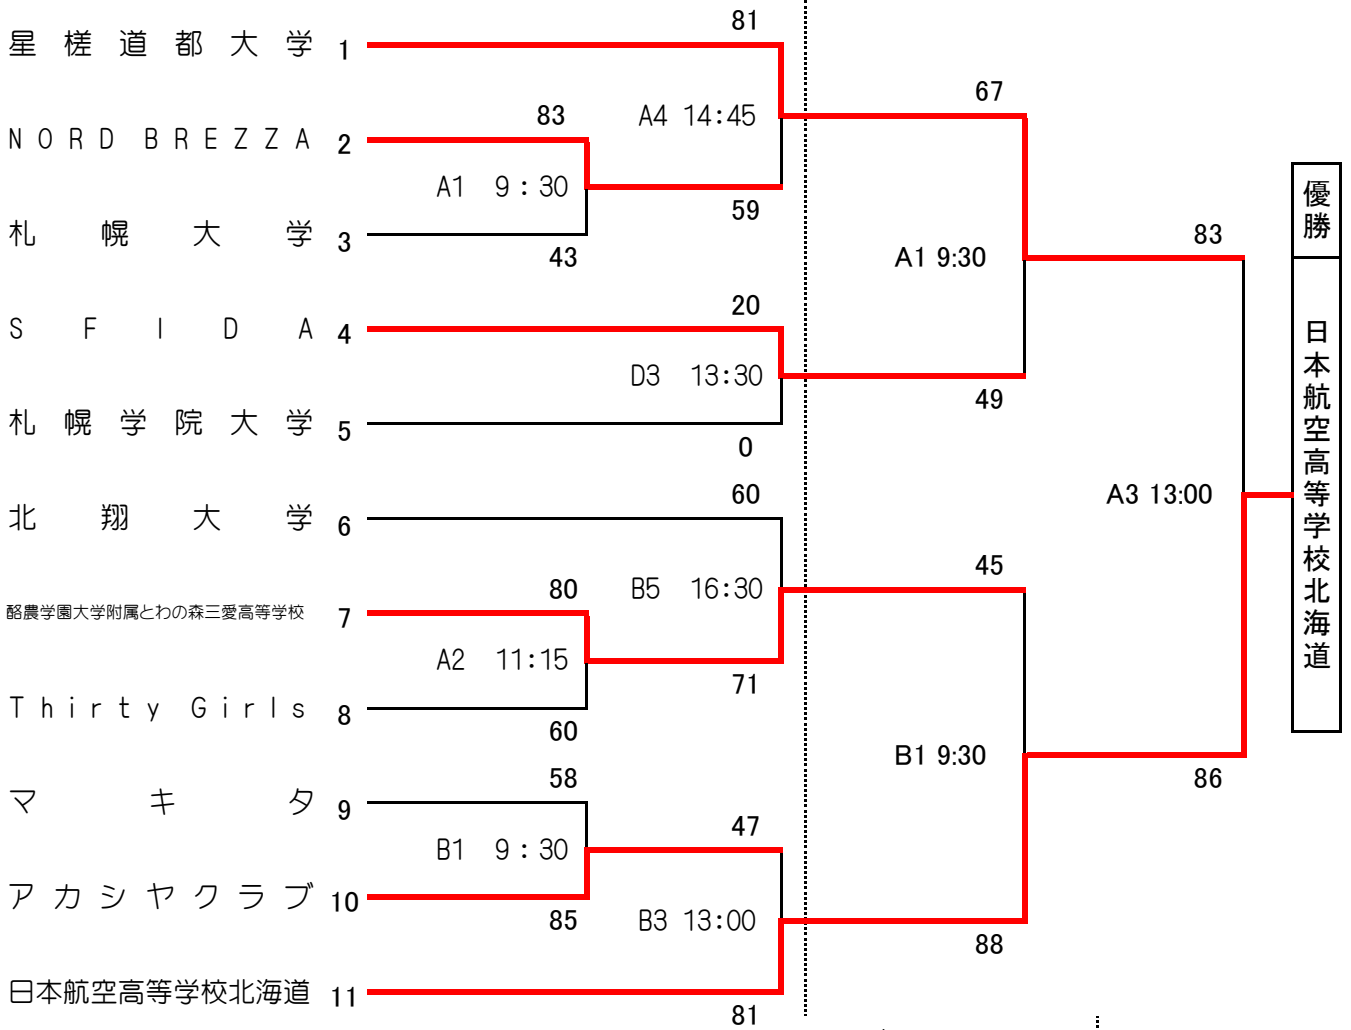 81
星槎道都大学 1
67
83
A4 14:45
NORD BREZZA 2
A1 9:30
59
札幌大学 3
43
83
A1 9:30
20
SFIDA 4
D3 13:30
49
札幌学院大学 5
0
60
A3 13:00
北翔大学 6
45
80
B5 16:30
酪農学園大学附属とわの森三愛高等学校 7
A2 11:15
71
Thirty Girls 8
60
B1 9:30
58
86
マキタ 9
47
B1 9:30
アカシヤクラブ 10
85
B3 13:00
88
日本航空高等学校北海道 11
81
優勝
日本航空高等学校北海道